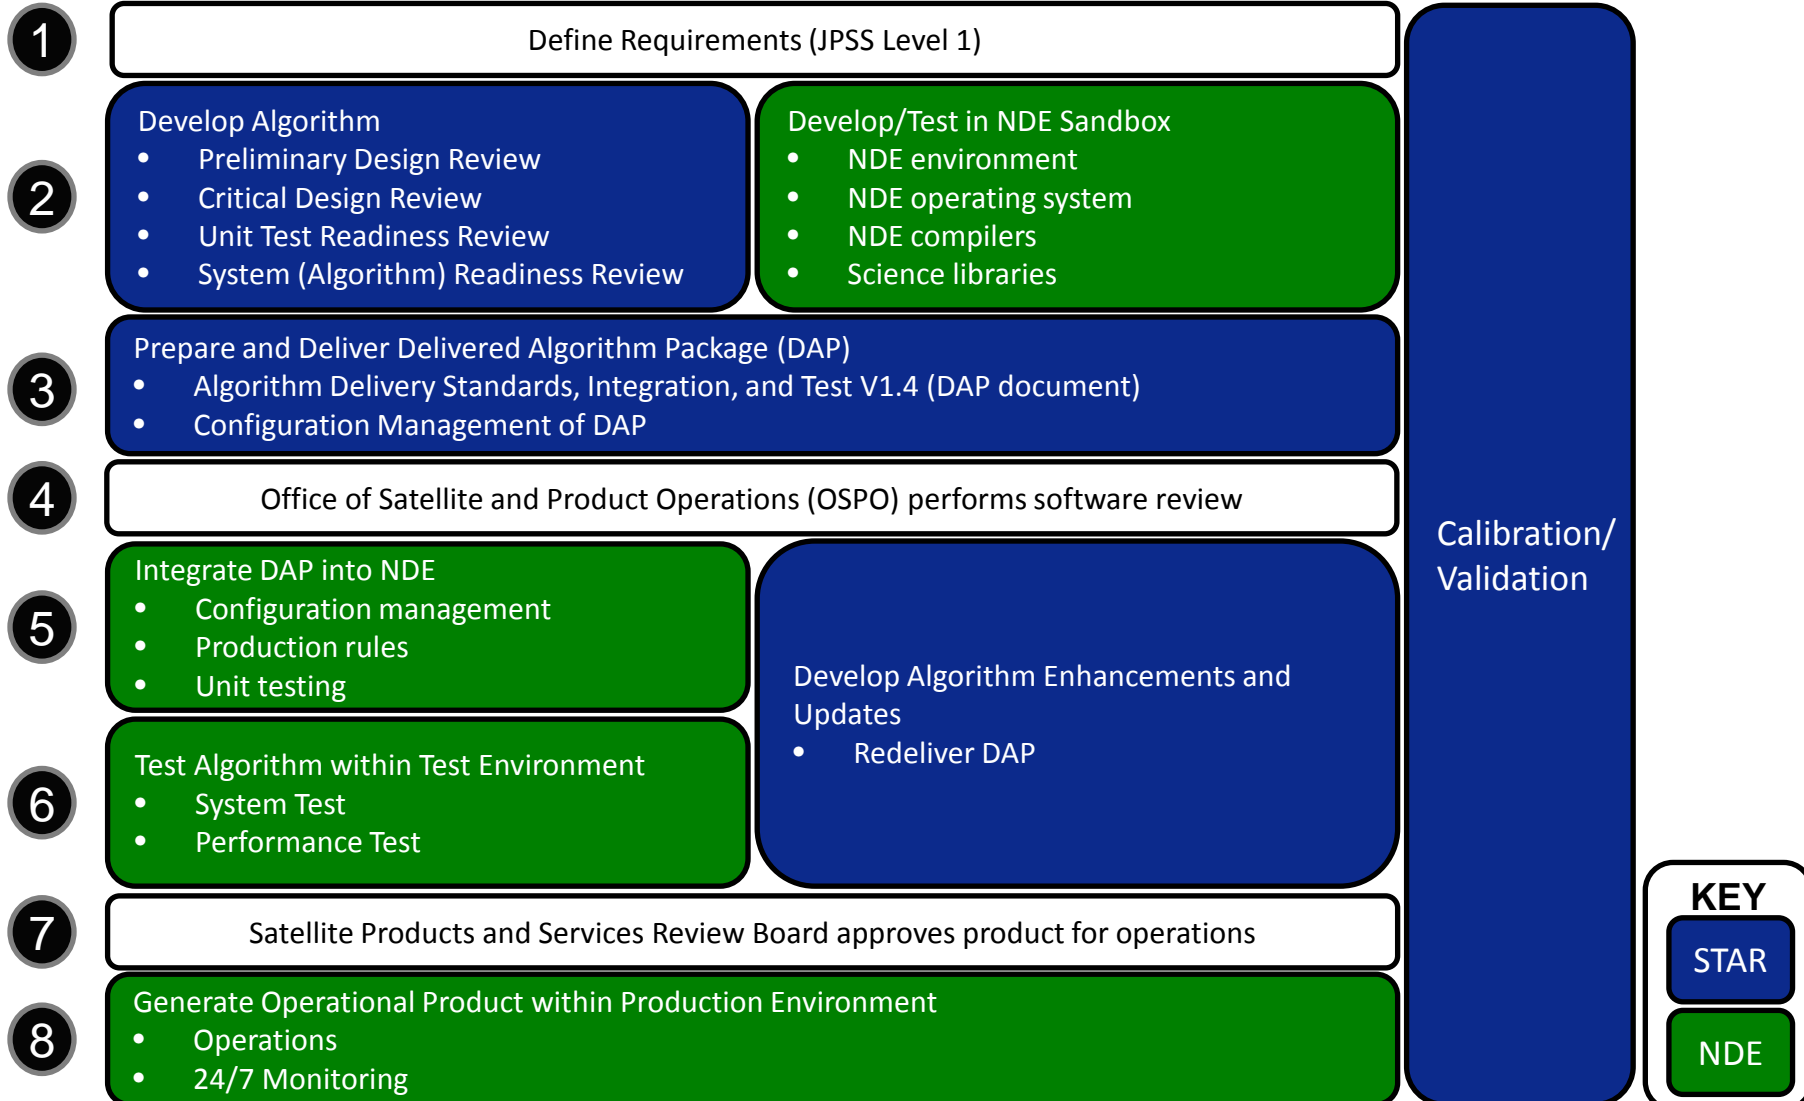 1
Define Requirements (JPSS Level 1)
2
Develop Algorithm
• Preliminary Design Review
• Critical Design Review
• Unit Test Readiness Review
• System (Algorithm) Readiness Review
Develop/Test in NDE Sandbox
• NDE environment
• NDE operating system
• NDE compilers
• Science libraries
3
Prepare and Deliver Delivered Algorithm Package (DAP)
• Algorithm Delivery Standards, Integration, and Test V1.4 (DAP document)
• Configuration Management of DAP
4
Office of Satellite and Product Operations (OSPO) performs software review
5
Integrate DAP into NDE
• Configuration management
• Production rules
• Unit testing
6
Test Algorithm within Test Environment
• System Test
• Performance Test
Develop Algorithm Enhancements and
Updates
• Redeliver DAP
7
Satellite Products and Services Review Board approves product for operations
8
Generate Operational Product within Production Environment
• Operations
• 24/7 Monitoring
Calibration/
Validation
KEY
STAR
NDE